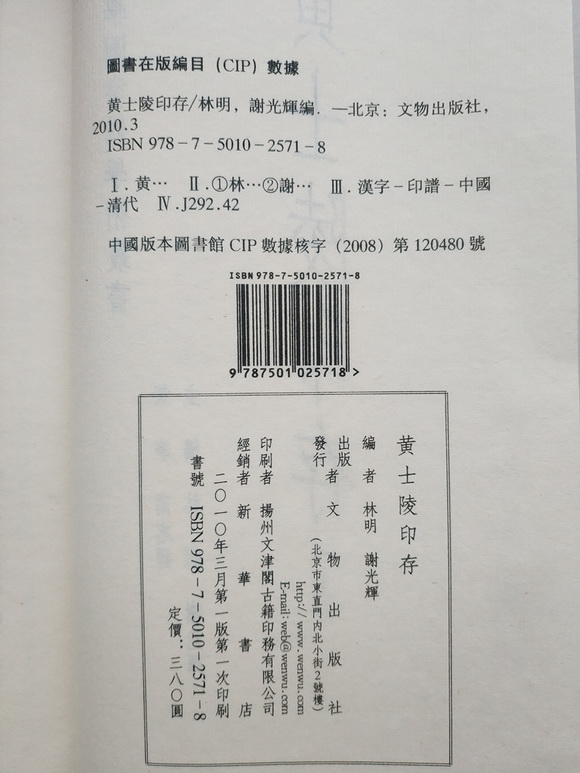 圖書在版編目（CIP）數據
黄士陵印存/林明，謝光輝編．—北京：文物出版社，
2010.3
ISBN 978－7－5010－2571－8
Ⅰ．黄…　Ⅱ．①林…②謝…　Ⅲ．漢字－印譜－中國
－清代　Ⅳ．J292.42
中國版本圖書館 CIP 數據核字（2008）第 120480 號
ISBN 978-7-5010-2571-8
9 787501 025718 >
黄士陵印存
編者 林明 謝光輝
出版發行者 文物出版社
（北京市東直門内北小街2號樓）
http://www.wenwu.com
E-mail:web@wenwu.com
印刷者 揚州文津閣古籍印務有限公司
經銷者 新華書店
二〇一〇年三月第一版第一次印刷
書號 ISBN 978－7－5010－2571－8
定價：三八〇圓